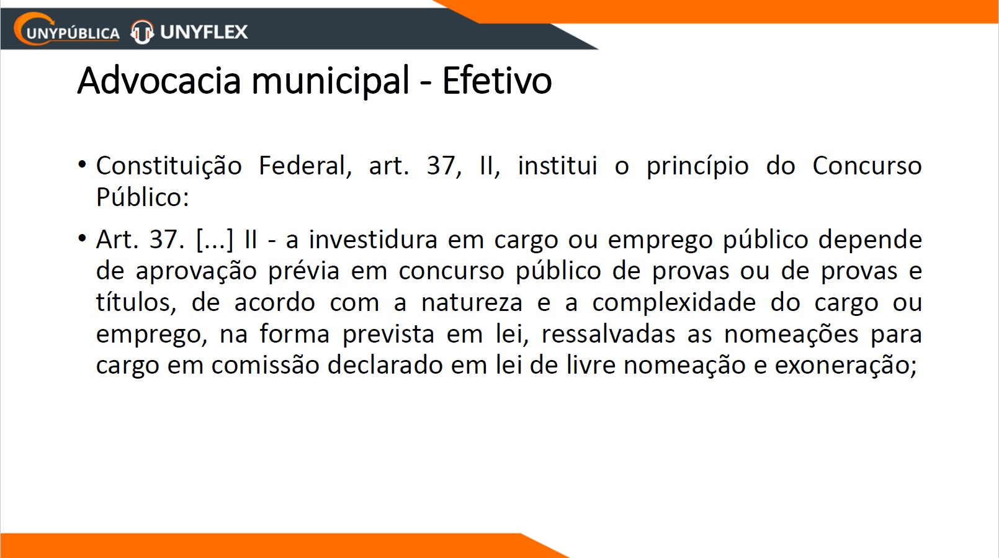 UNYPÚBLICA UNYFLEX
Advocacia municipal - Efetivo
• Constituição Federal, art. 37, II, institui o princípio do Concurso
Público:
• Art. 37. [...] II - a investidura em cargo ou emprego público depende
de aprovação prévia em concurso público de provas ou de provas e
títulos, de acordo com a natureza e a complexidade do cargo ou
emprego, na forma prevista em lei, ressalvadas as nomeações para
cargo em comissão declarado em lei de livre nomeação e exoneração;